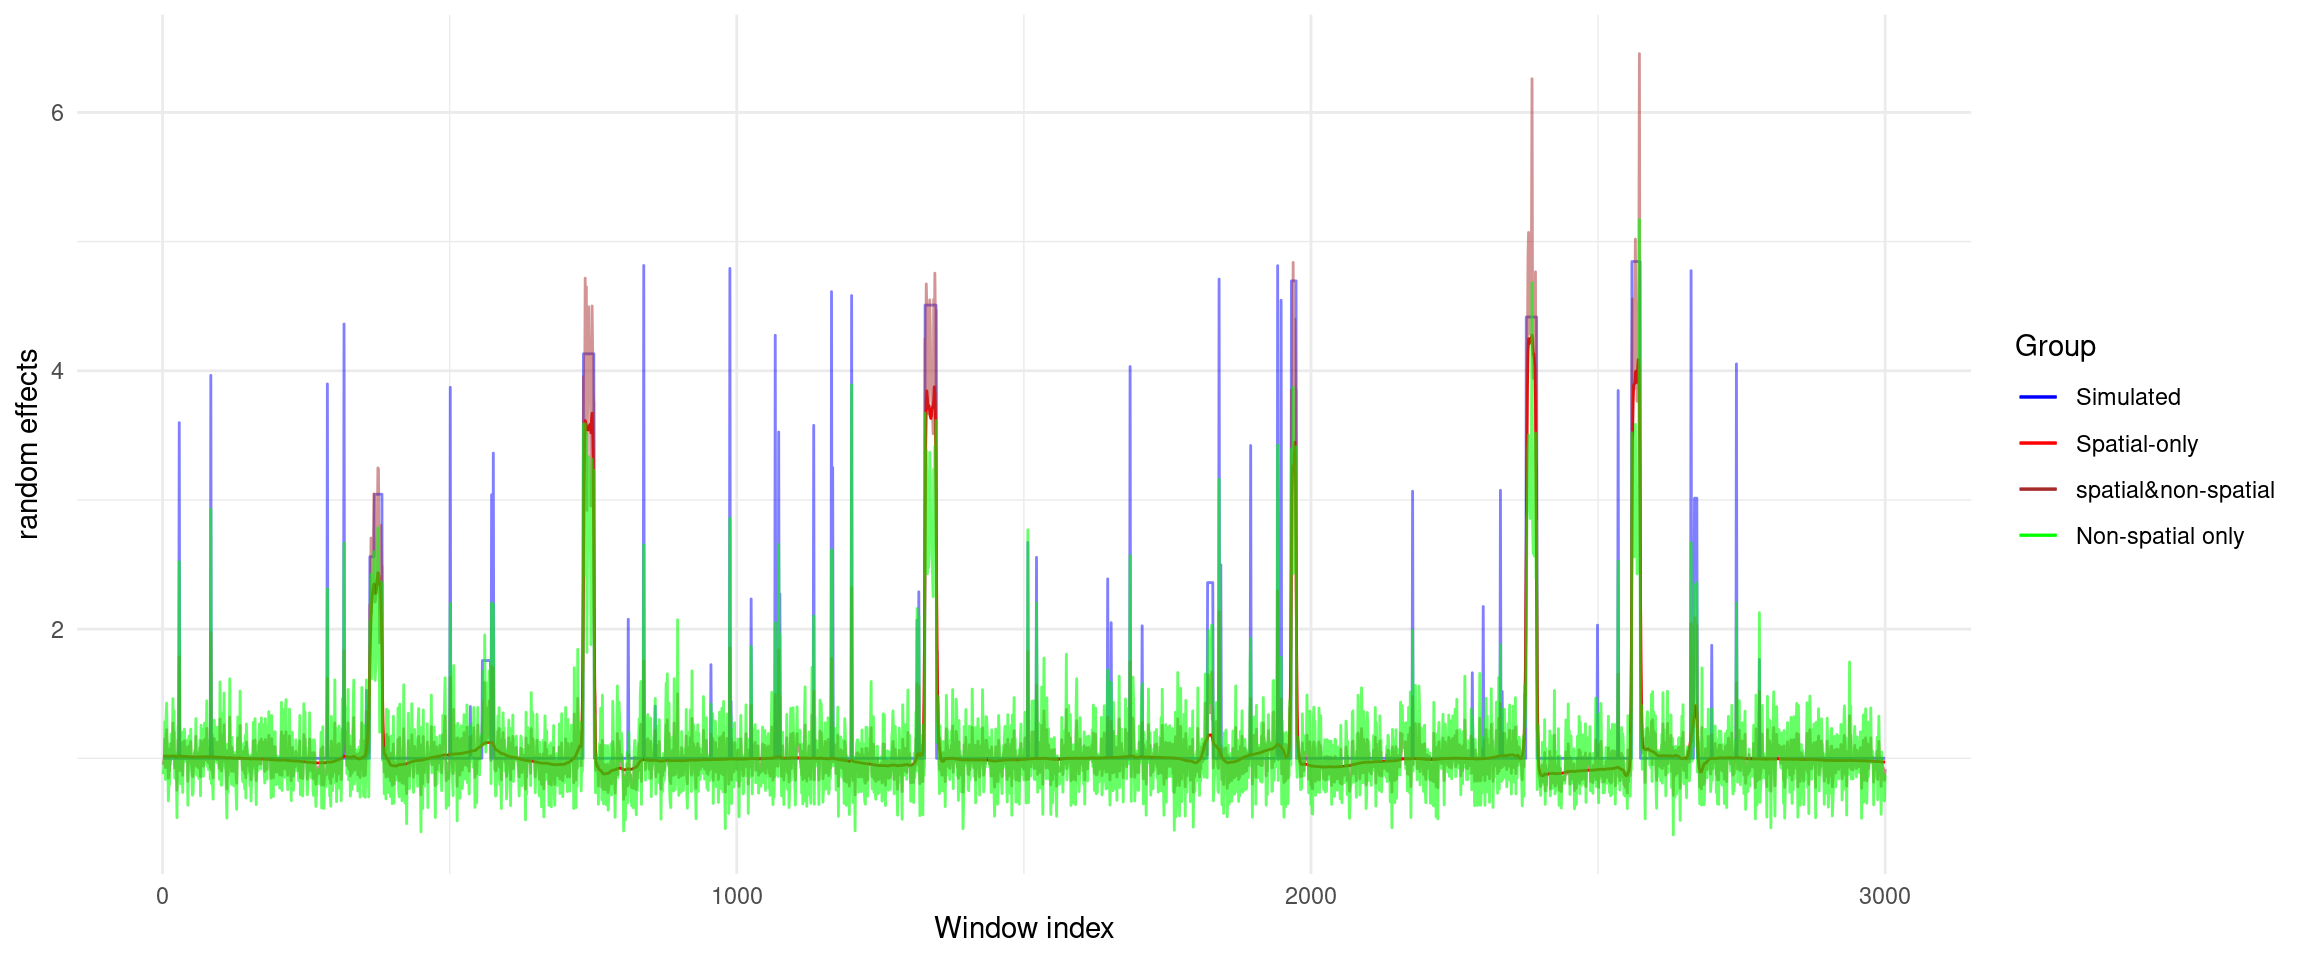 6
4
2
random effects
0
1000
2000
3000
Window index
Group
Simulated
Spatial-only
spatial&non-spatial
Non-spatial only